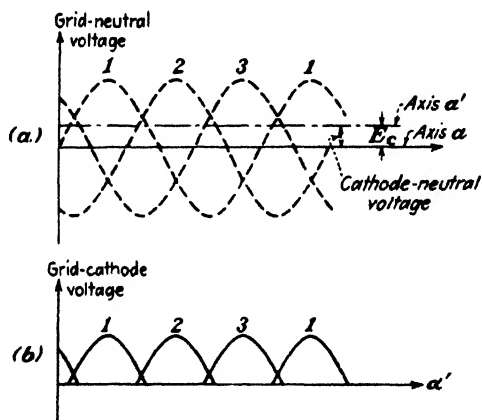 Grid-neutral
voltage
1 2 3 1
Axis a'
(a)
Ec
Axis a
Cathode-neutral
voltage
Grid-cathode
voltage
1 2 3 1
(b)
a'